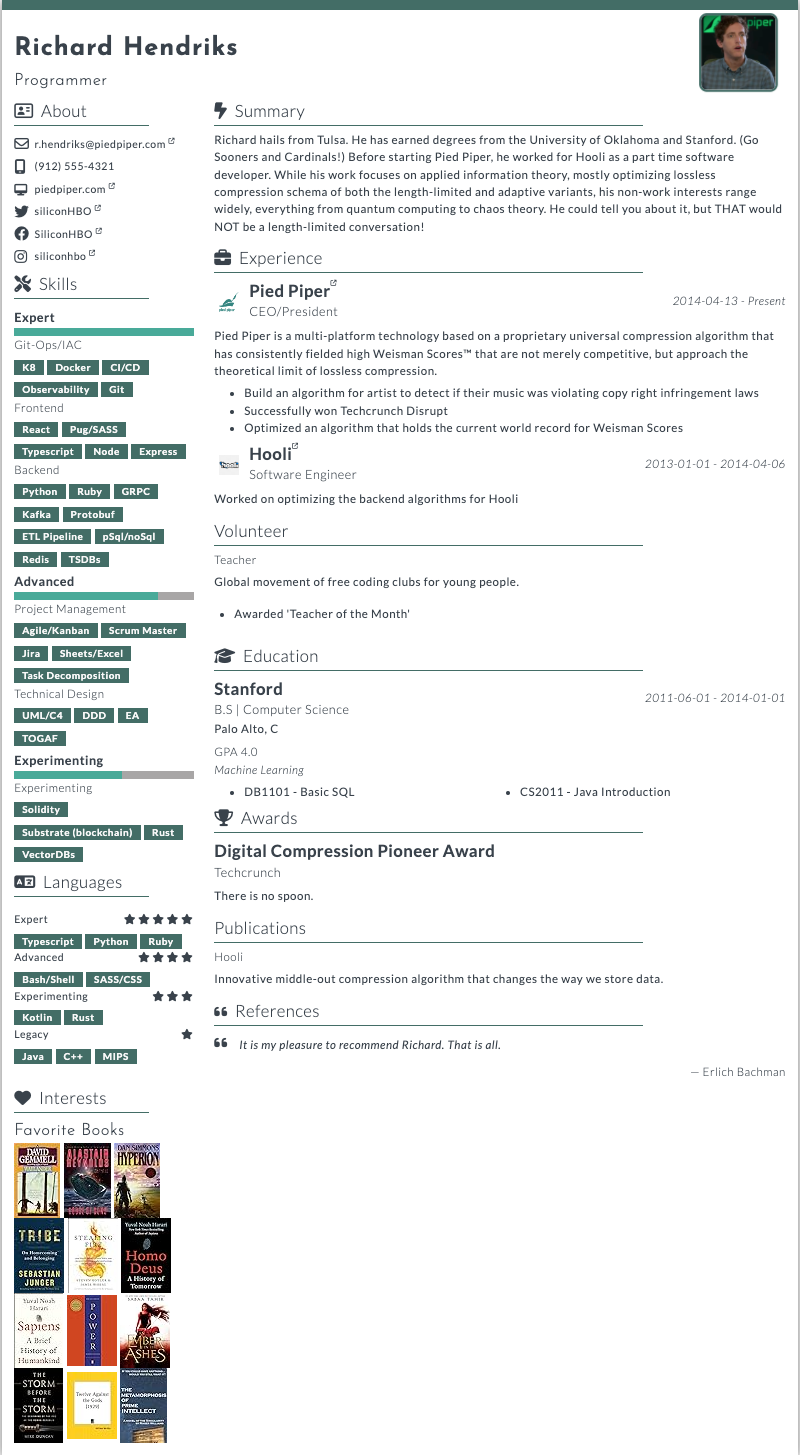 Richard Hendriks
Programmer
piper
About
r.hendriks@piedpiper.com
(912) 555-4321
piedpiper.com
siliconHBO
SiliconHBO
siliconhbo
Skills
Expert
Git-Ops/IAC
K8 Docker CI/CD
Observability Git
Frontend
React Pug/SASS
Typescript Node Express
Backend
Python Ruby GRPC
Kafka Protobuf
ETL Pipeline pSql/noSql
Redis TSDBs
Advanced
Project Management
Agile/Kanban Scrum Master
Jira Sheets/Excel
Task Decomposition
Technical Design
UML/C4 DDD EA
TOGAF
Experimenting
Experimenting
Solidity
Substrate (blockchain) Rust
VectorDBs
Languages
Expert
Typescript Python Ruby
Advanced
Bash/Shell SASS/CSS
Experimenting
Kotlin Rust
Legacy
Java C++ MIPS
Interests
Favorite Books
DAVID
GEMMELL
ALASTAIR
REYNOLDS
DAN SIMMONS
HYPERION
TRIBE
On Homecoming
and Belonging
SEBASTIAN
JUNGER
STEALING
FIRE
Yuval Noah Harari
Homo
Deus
A History of
Tomorrow
Yuval Noah
Harari
Sapiens
A Brief
History of
Humankind
POWER
SABAA TAHIR
EMBER
ASHES
THE
STORM
BEFORE
THE
STORM
MIKE DUNCAN
Twelve Against
the Gods
THE
METAMORPHOSIS
OF
PRIME
INTELLECT
Summary
Richard hails from Tulsa. He has earned degrees from the University of Oklahoma and Stanford. (Go
Sooners and Cardinals!) Before starting Pied Piper, he worked for Hooli as a part time software
developer. While his work focuses on applied information theory, mostly optimizing lossless
compression schema of both the length-limited and adaptive variants, his non-work interests range
widely, everything from quantum computing to chaos theory. He could tell you about it, but THAT would
NOT be a length-limited conversation!
Experience
Pied Piper
CEO/President
2014-04-13 - Present
Pied Piper is a multi-platform technology based on a proprietary universal compression algorithm that
has consistently fielded high Weisman Scores™ that are not merely competitive, but approach the
theoretical limit of lossless compression.
• Build an algorithm for artist to detect if their music was violating copy right infringement laws
• Successfully won Techcrunch Disrupt
• Optimized an algorithm that holds the current world record for Weisman Scores
hooli
Hooli
Software Engineer
2013-01-01 - 2014-04-06
Worked on optimizing the backend algorithms for Hooli
Volunteer
Teacher
Global movement of free coding clubs for young people.
• Awarded 'Teacher of the Month'
Education
Stanford
B.S | Computer Science
2011-06-01 - 2014-01-01
Palo Alto, C
GPA 4.0
Machine Learning
• DB1101 - Basic SQL
• CS2011 - Java Introduction
Awards
Digital Compression Pioneer Award
Techcrunch
There is no spoon.
Publications
Hooli
Innovative middle-out compression algorithm that changes the way we store data.
References
It is my pleasure to recommend Richard. That is all.
— Erlich Bachman